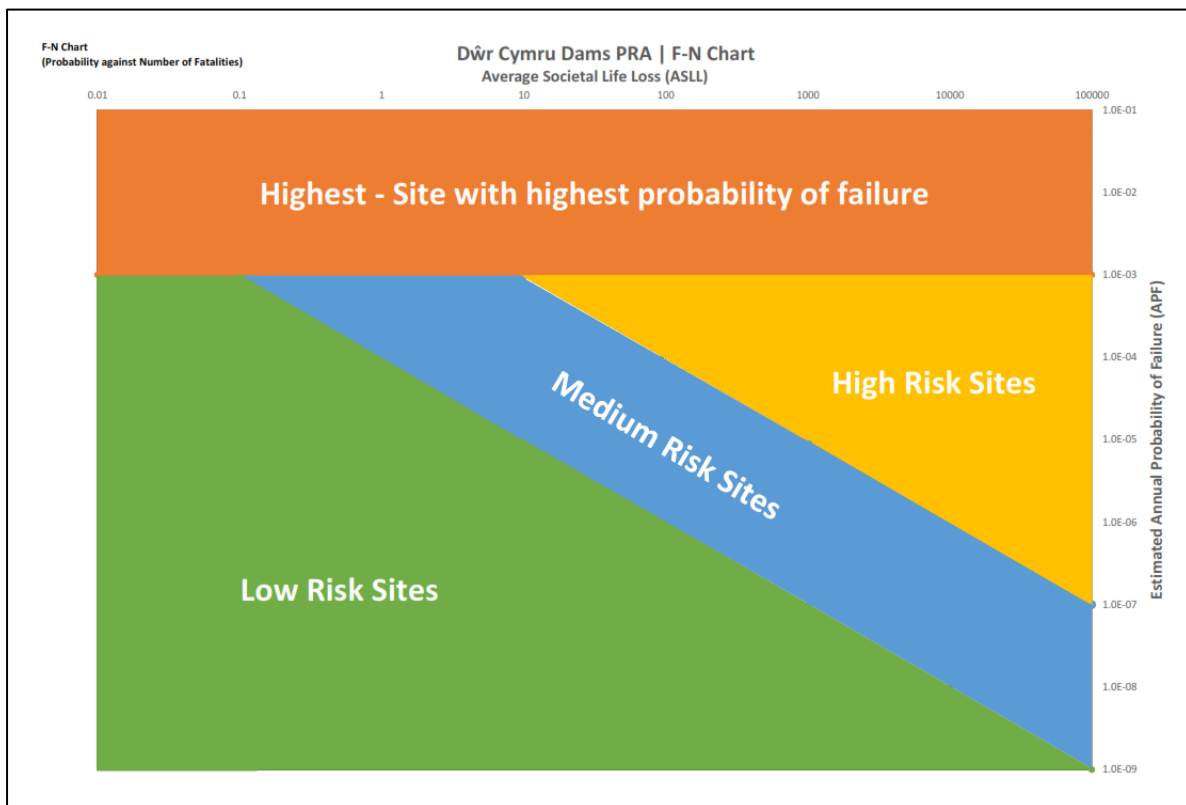 F-N Chart
(Probability against Number of Fatalities)
Dŵr Cymru Dams PRA | F-N Chart
Average Societal Life Loss (ASLL)
0.01 0.1 1 10 100 1000 10000 100000
1.0E-01
Highest - Site with highest probability of failure
1.0E-02
1.0E-03
1.0E-04
High Risk Sites
Medium Risk Sites
1.0E-05
1.0E-06
Low Risk Sites
1.0E-07
1.0E-08
1.0E-09
Estimated Annual Probability of Failure (APF)